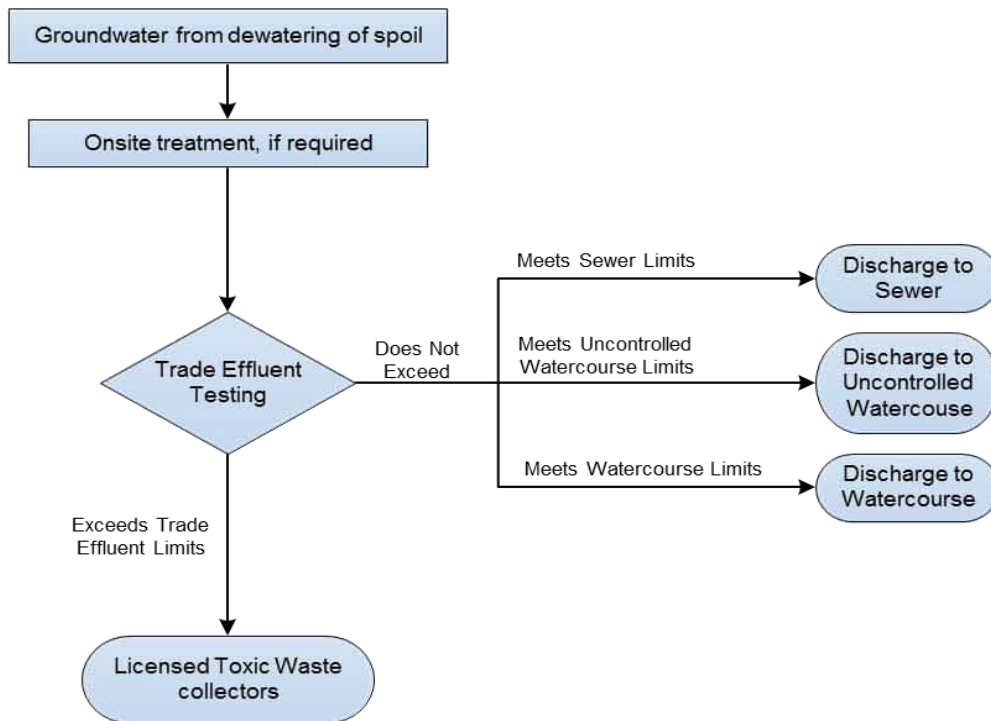 Groundwater from dewatering of spoil
Onsite treatment, if required
Trade Effluent
Testing
Does Not
Exceed
Meets Sewer Limits
Discharge to
Sewer
Meets Uncontrolled
Watercourse Limits
Discharge to
Uncontrolled
Watercouse
Meets Watercourse Limits
Discharge to
Watercourse
Exceeds Trade
Effluent Limits
Licensed Toxic Waste
collectors